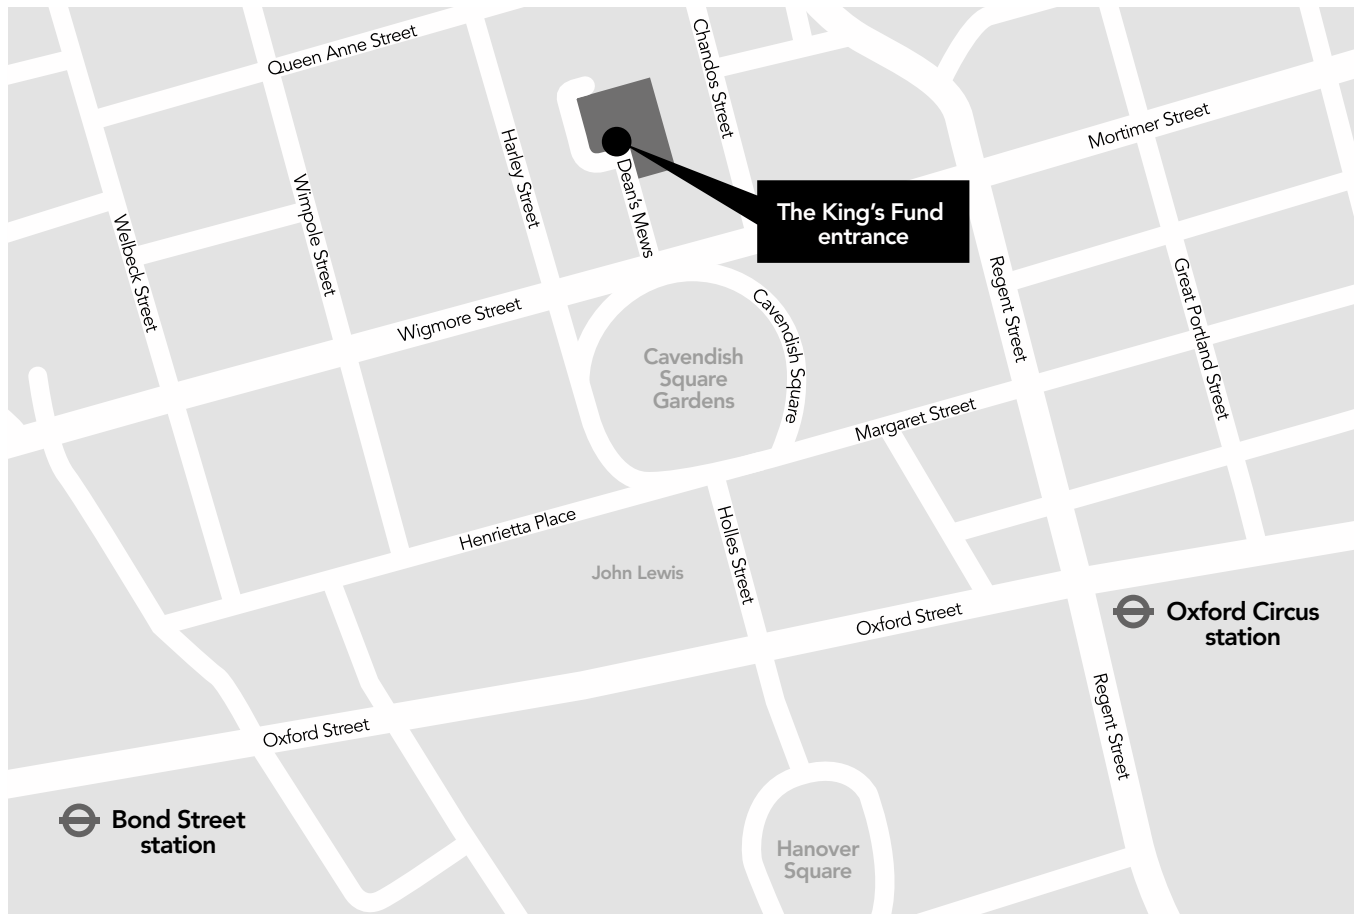 Queen Anne Street
Chandos Street
Mortimer Street
Harley Street
Dean's Mews
Wimpole Street
Welbeck Street
The King's Fund
entrance
Regent Street
Great Portland Street
Wigmore Street
Cavendish Square
Cavendish
Square
Gardens
Margaret Street
Henrietta Place
Holles Street
John Lewis
Oxford Street
Oxford Circus
station
Regent Street
Oxford Street
Bond Street
station
Hanover
Square